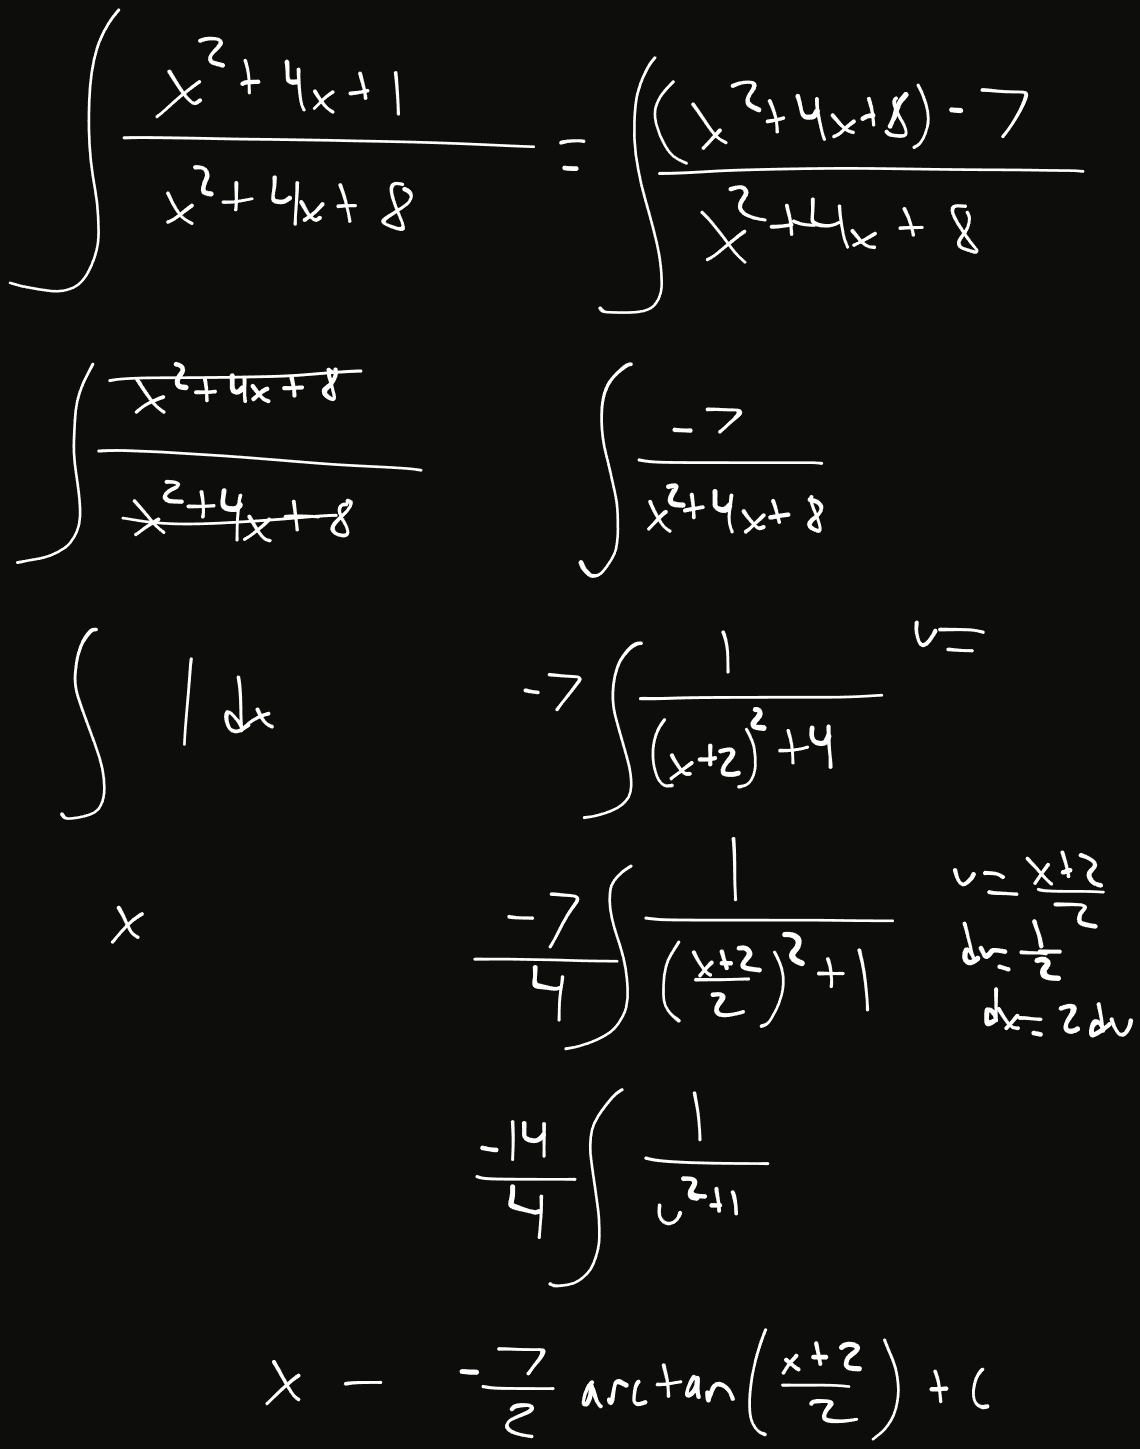 ∫ (x²+4x+1)/(x²+4x+8) = ∫ ((x²+4x+8)-7)/(x²+4x+8)
∫ (x²+4x+8)/(x²+4x+8)    ∫ -7/(x²+4x+8)
∫ 1 dx    -7 ∫ 1/((x+2)²+4)    u=
x    -7/4 ∫ 1/(((x+2)/2)²+1)    u= (x+2)/2
du= 1/2
dx= 2du
-14/4 ∫ 1/(u²+1)
x - -7/2 arctan((x+2)/2) + C